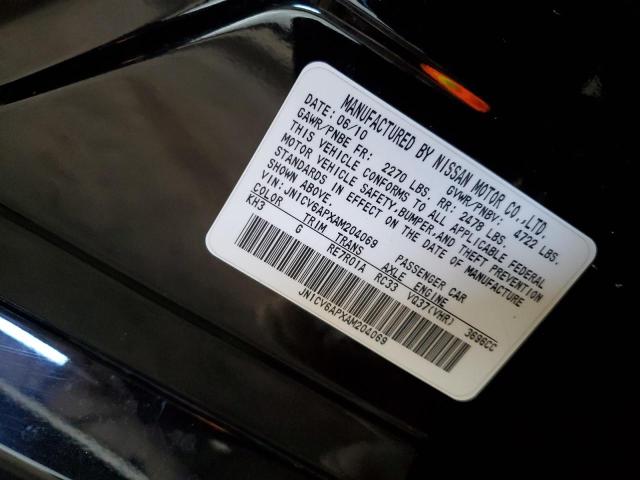 MANUFACTURED BY NISSAN MOTOR CO.,LTD.
DATE: 06/10 GVWR/PNBV: 4722 LBS.
GAWR/PNBE FR: 2270 LBS. RR: 2478 LBS.
THIS VEHICLE CONFORMS TO ALL APPLICABLE FEDERAL
MOTOR VEHICLE SAFETY,BUMPER,AND THEFT PREVENTION
STANDARDS IN EFFECT ON THE DATE OF MANUFACTURE
SHOWN ABOVE.
VIN: JN1CV6APXAM204069 PASSENGER CAR
COLOR TRIM TRANS AXLE ENGINE
KH3 G RE7R01A RC33 VQ37(VHR) 3696CC
JN1CV6APXAM204069